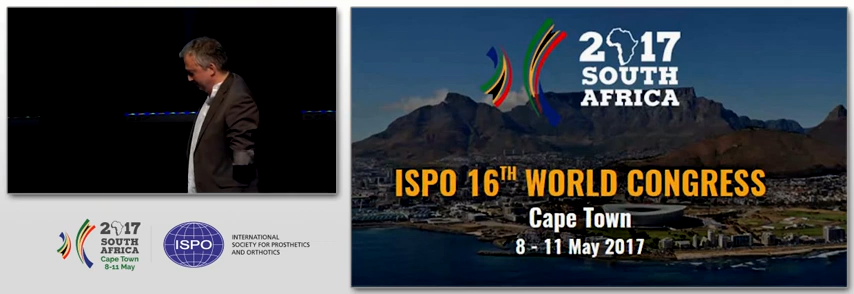 2017
SOUTH
AFRICA
Cape Town
8-11 May
ISPO
INTERNATIONAL
SOCIETY FOR PROSTHETICS
AND ORTHOTICS
2017
SOUTH
AFRICA
ISPO 16TH WORLD CONGRESS
Cape Town
8 - 11 May 2017